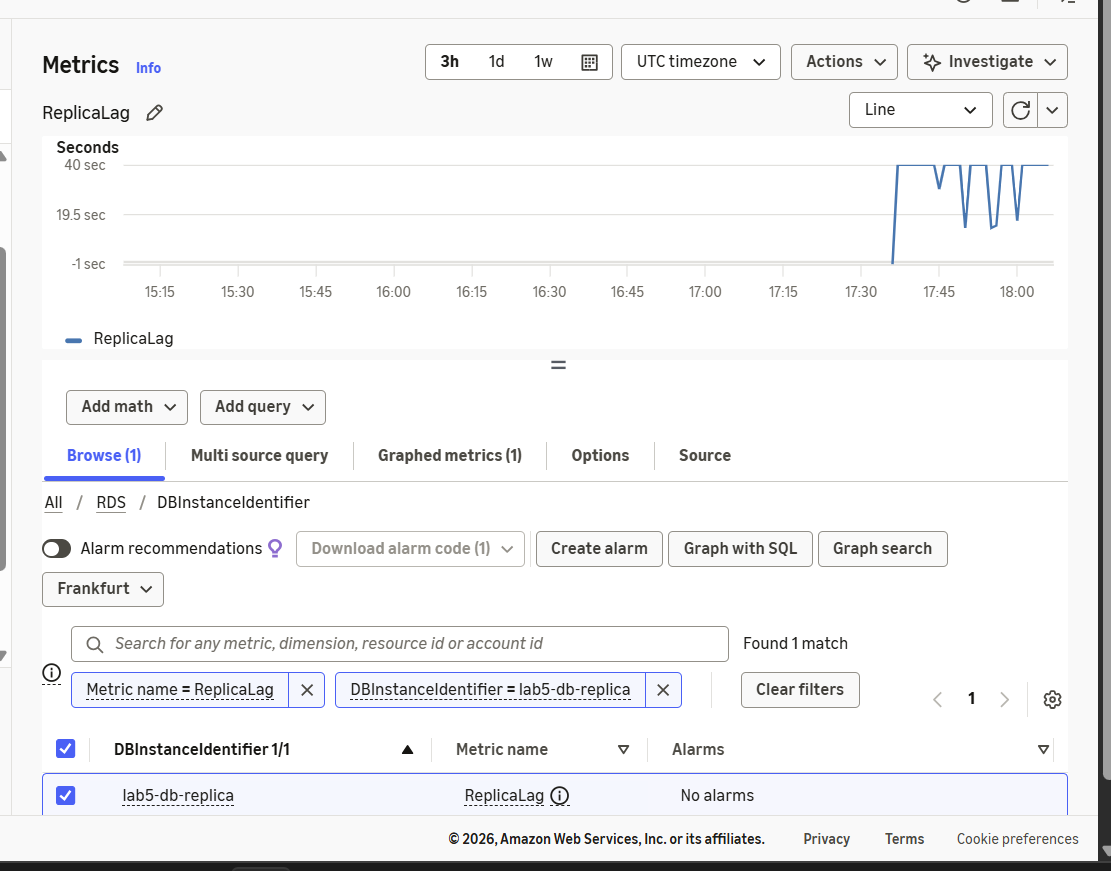 Metrics Info 3h 1d 1w UTC timezone Actions Investigate
ReplicaLag Line
Seconds
40 sec
19.5 sec
-1 sec
15:15 15:30 15:45 16:00 16:15 16:30 16:45 17:00 17:15 17:30 17:45 18:00
ReplicaLag
Add math Add query
Browse (1) Multi source query Graphed metrics (1) Options Source
All / RDS / DBInstanceIdentifier
Alarm recommendations Download alarm code (1) Create alarm Graph with SQL Graph search
Frankfurt
Search for any metric, dimension, resource id or account id Found 1 match
Metric name = ReplicaLag DBInstanceIdentifier = lab5-db-replica Clear filters 1
DBInstanceIdentifier 1/1 Metric name Alarms
lab5-db-replica ReplicaLag No alarms
© 2026, Amazon Web Services, Inc. or its affiliates. Privacy Terms Cookie preferences